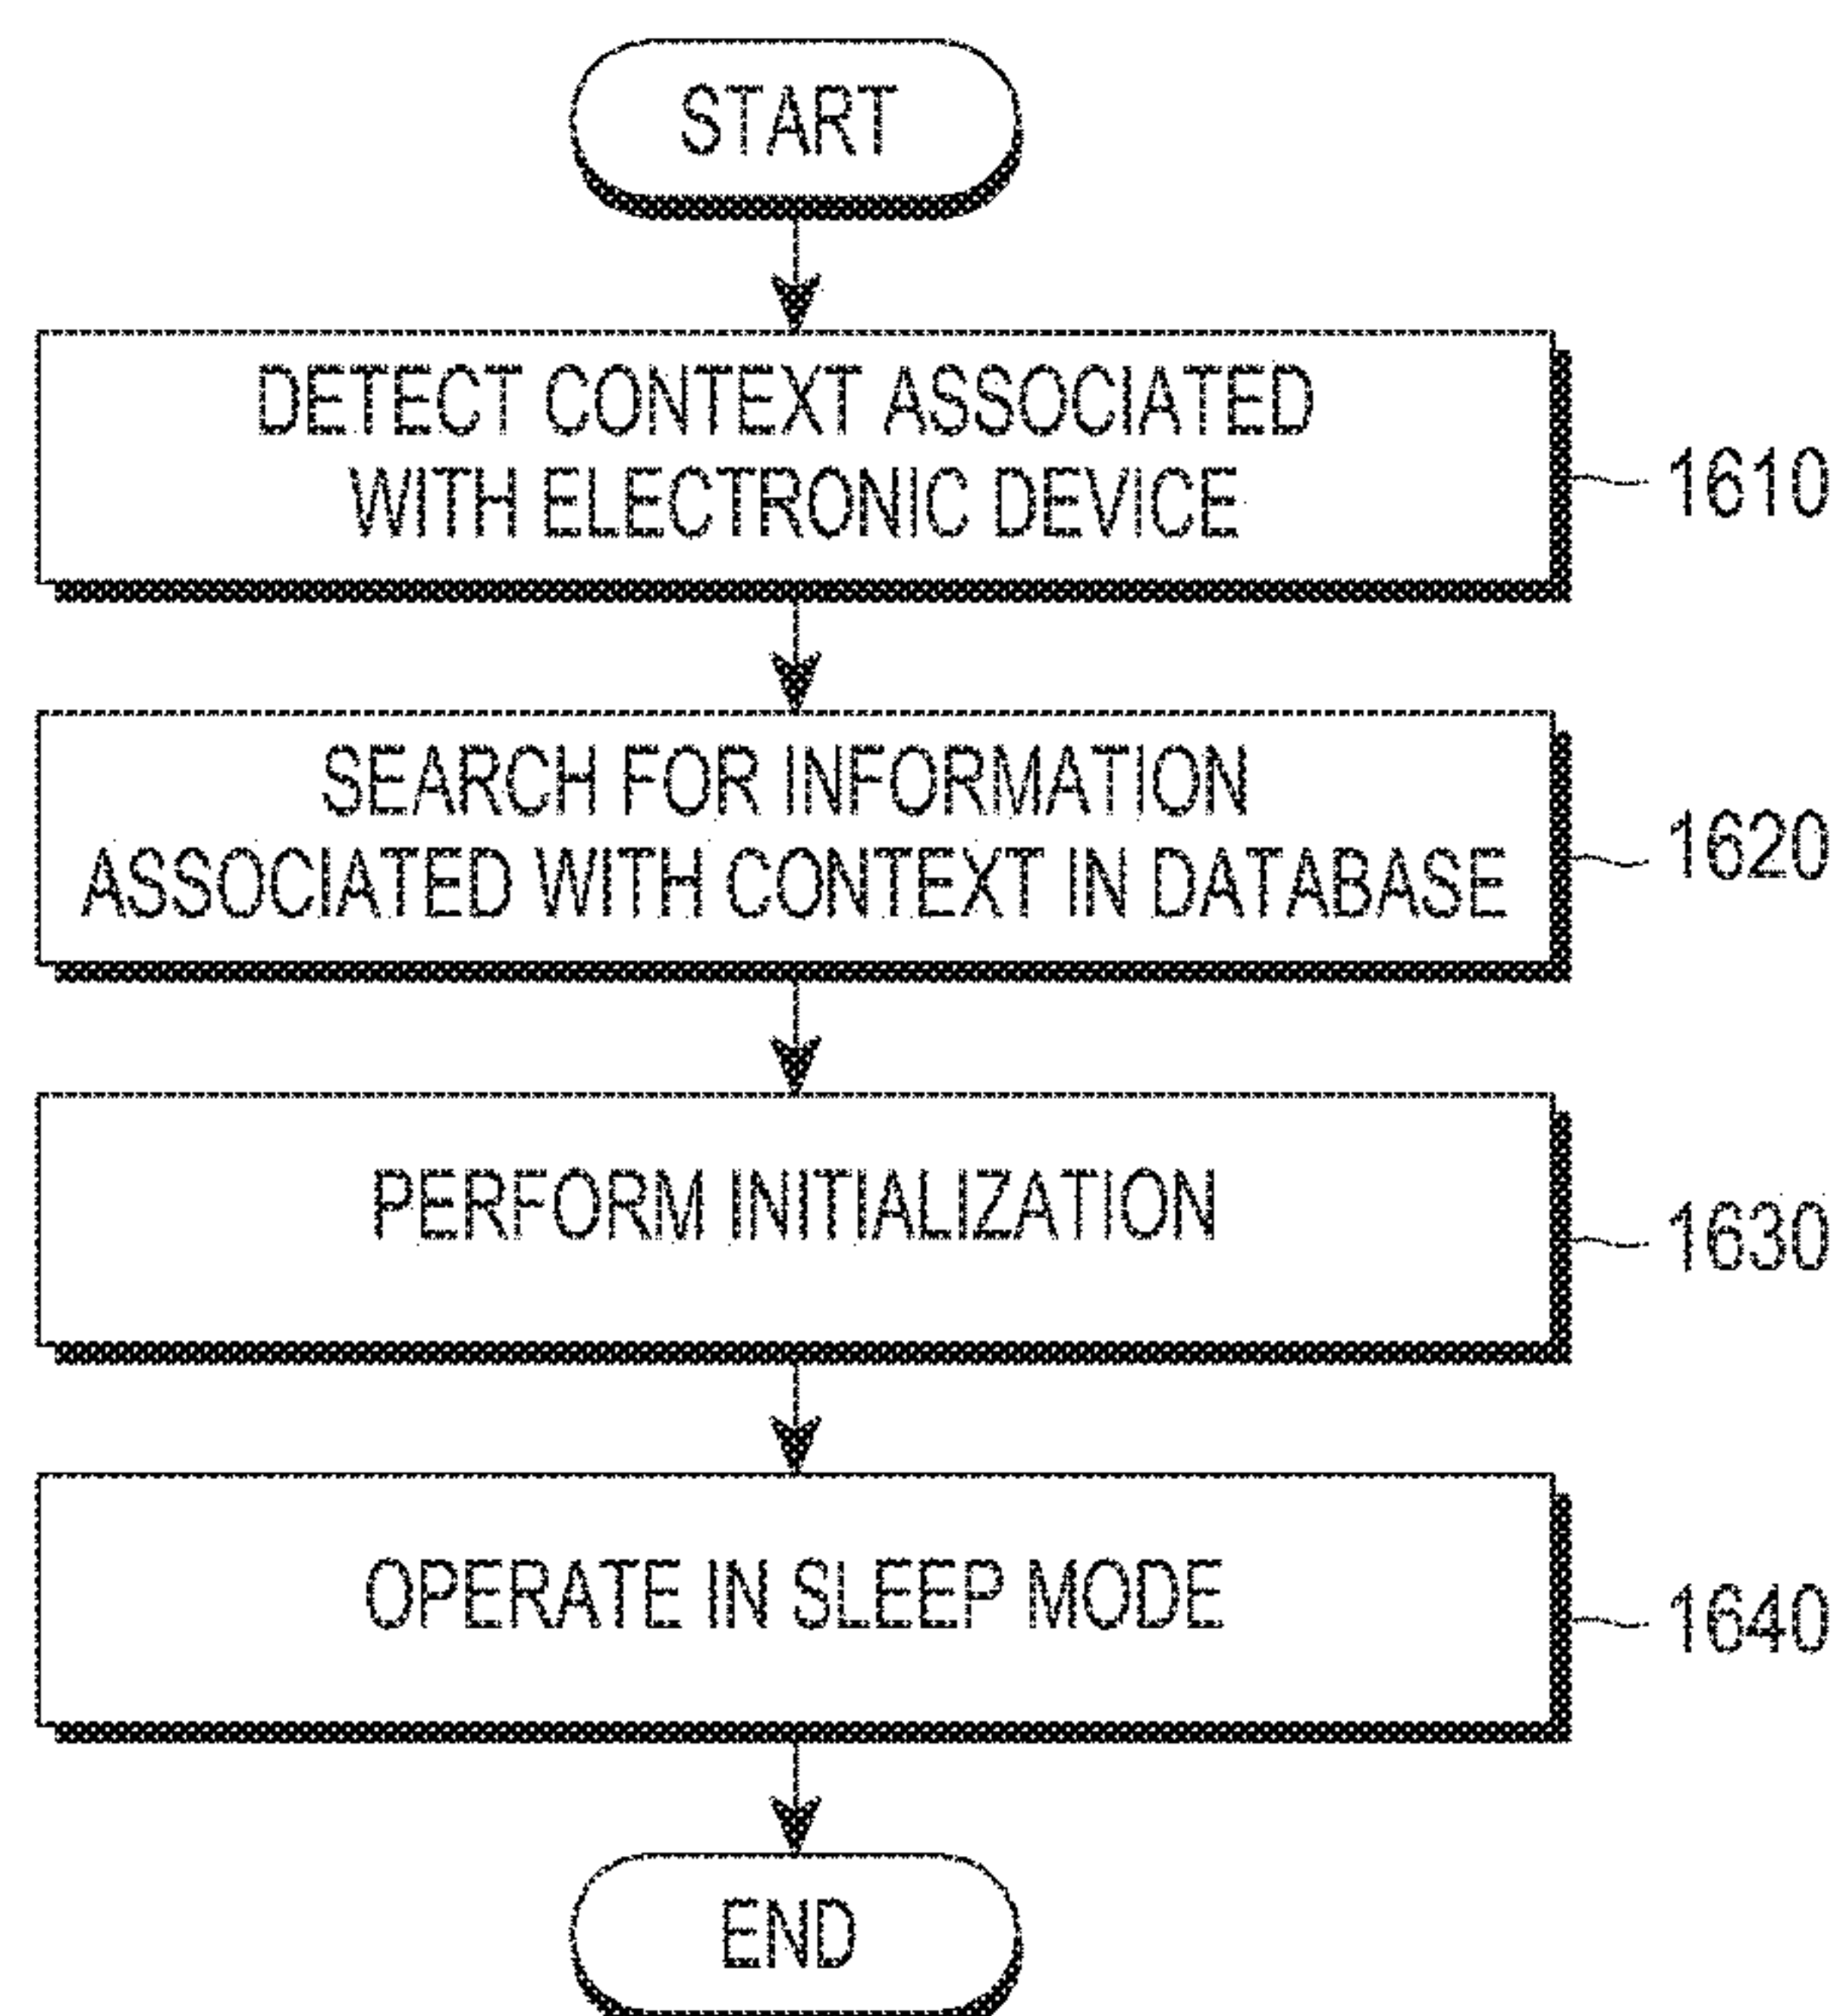 START
DETECT CONTEXT ASSOCIATED
WITH ELECTRONIC DEVICE
1610
SEARCH FOR INFORMATION
ASSOCIATED WITH CONTEXT IN DATABASE
1620
PERFORM INITIALIZATION
1630
OPERATE IN SLEEP MODE
1640
END